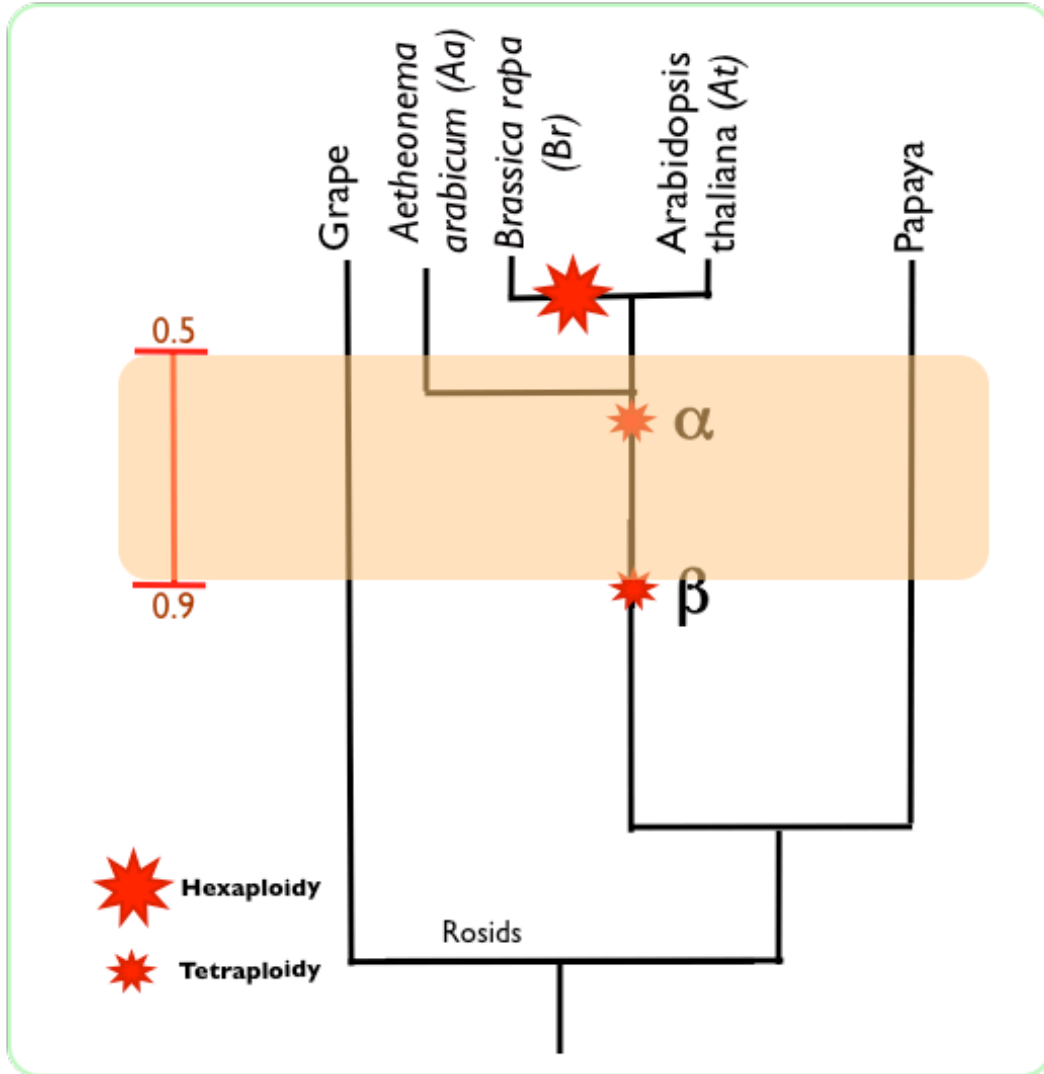 Grape
Aetheonema
arabicum (Aa)
Brassica rapa
(Br)
Arabidopsis
thaliana (At)
Papaya
0.5
α
0.9
β
Hexaploidy
Rosids
Tetraploidy